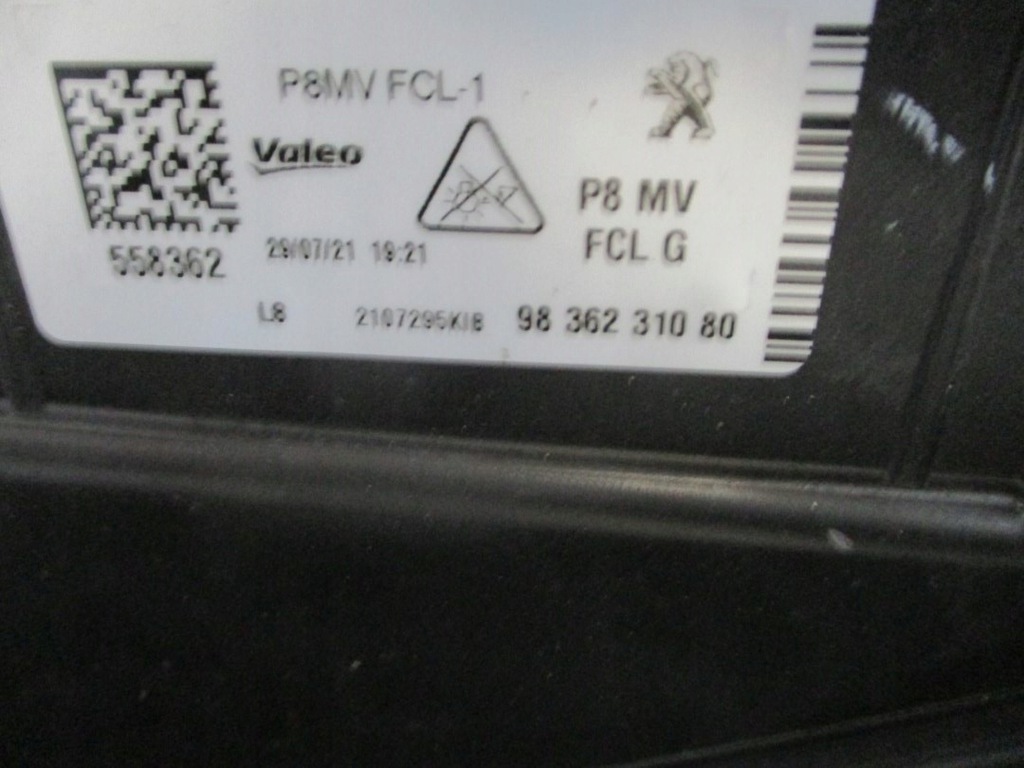 P8MV FCL-1
Valeo
P8 MV
FCL G
558362
29/07/21 19:21
L8
2107295KIB
98 362 310 80